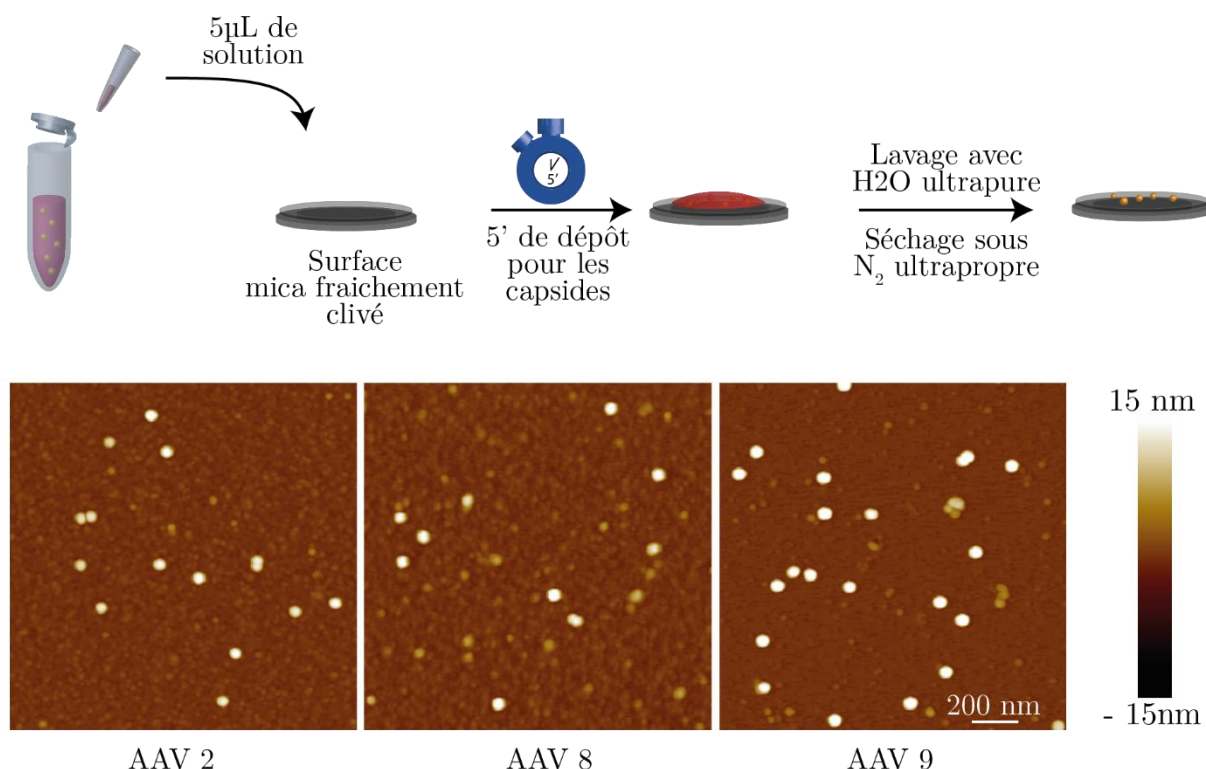 5µL de
solution
5'
Surface
mica fraichement
clivé
5' de dépôt
pour les
capsides
Lavage avec
H2O ultrapure
Séchage sous
N₂ ultrapropre
15 nm
- 15nm
200 nm
AAV 2
AAV 8
AAV 9